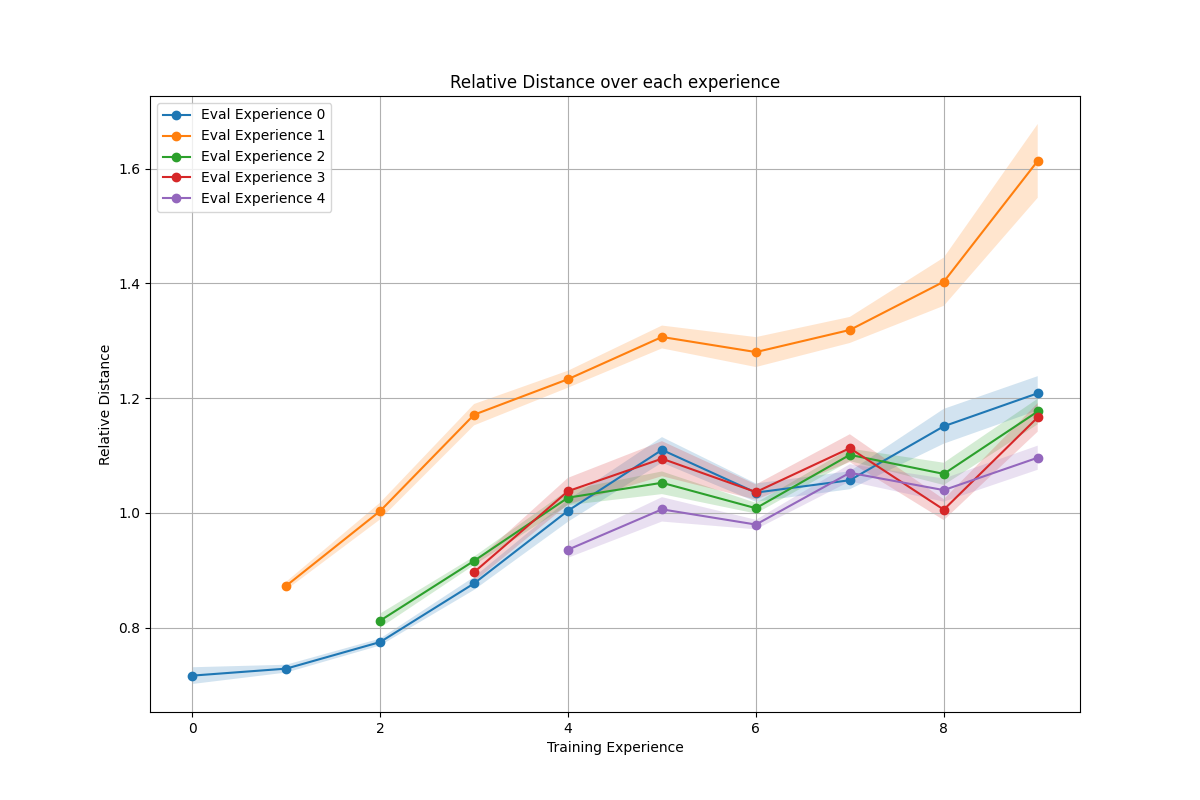 Relative Distance over each experience
Eval Experience 0
Eval Experience 1
Eval Experience 2
Eval Experience 3
Eval Experience 4
Relative Distance
1.6
1.4
1.2
1.0
0.8
0 2 4 6 8
Training Experience